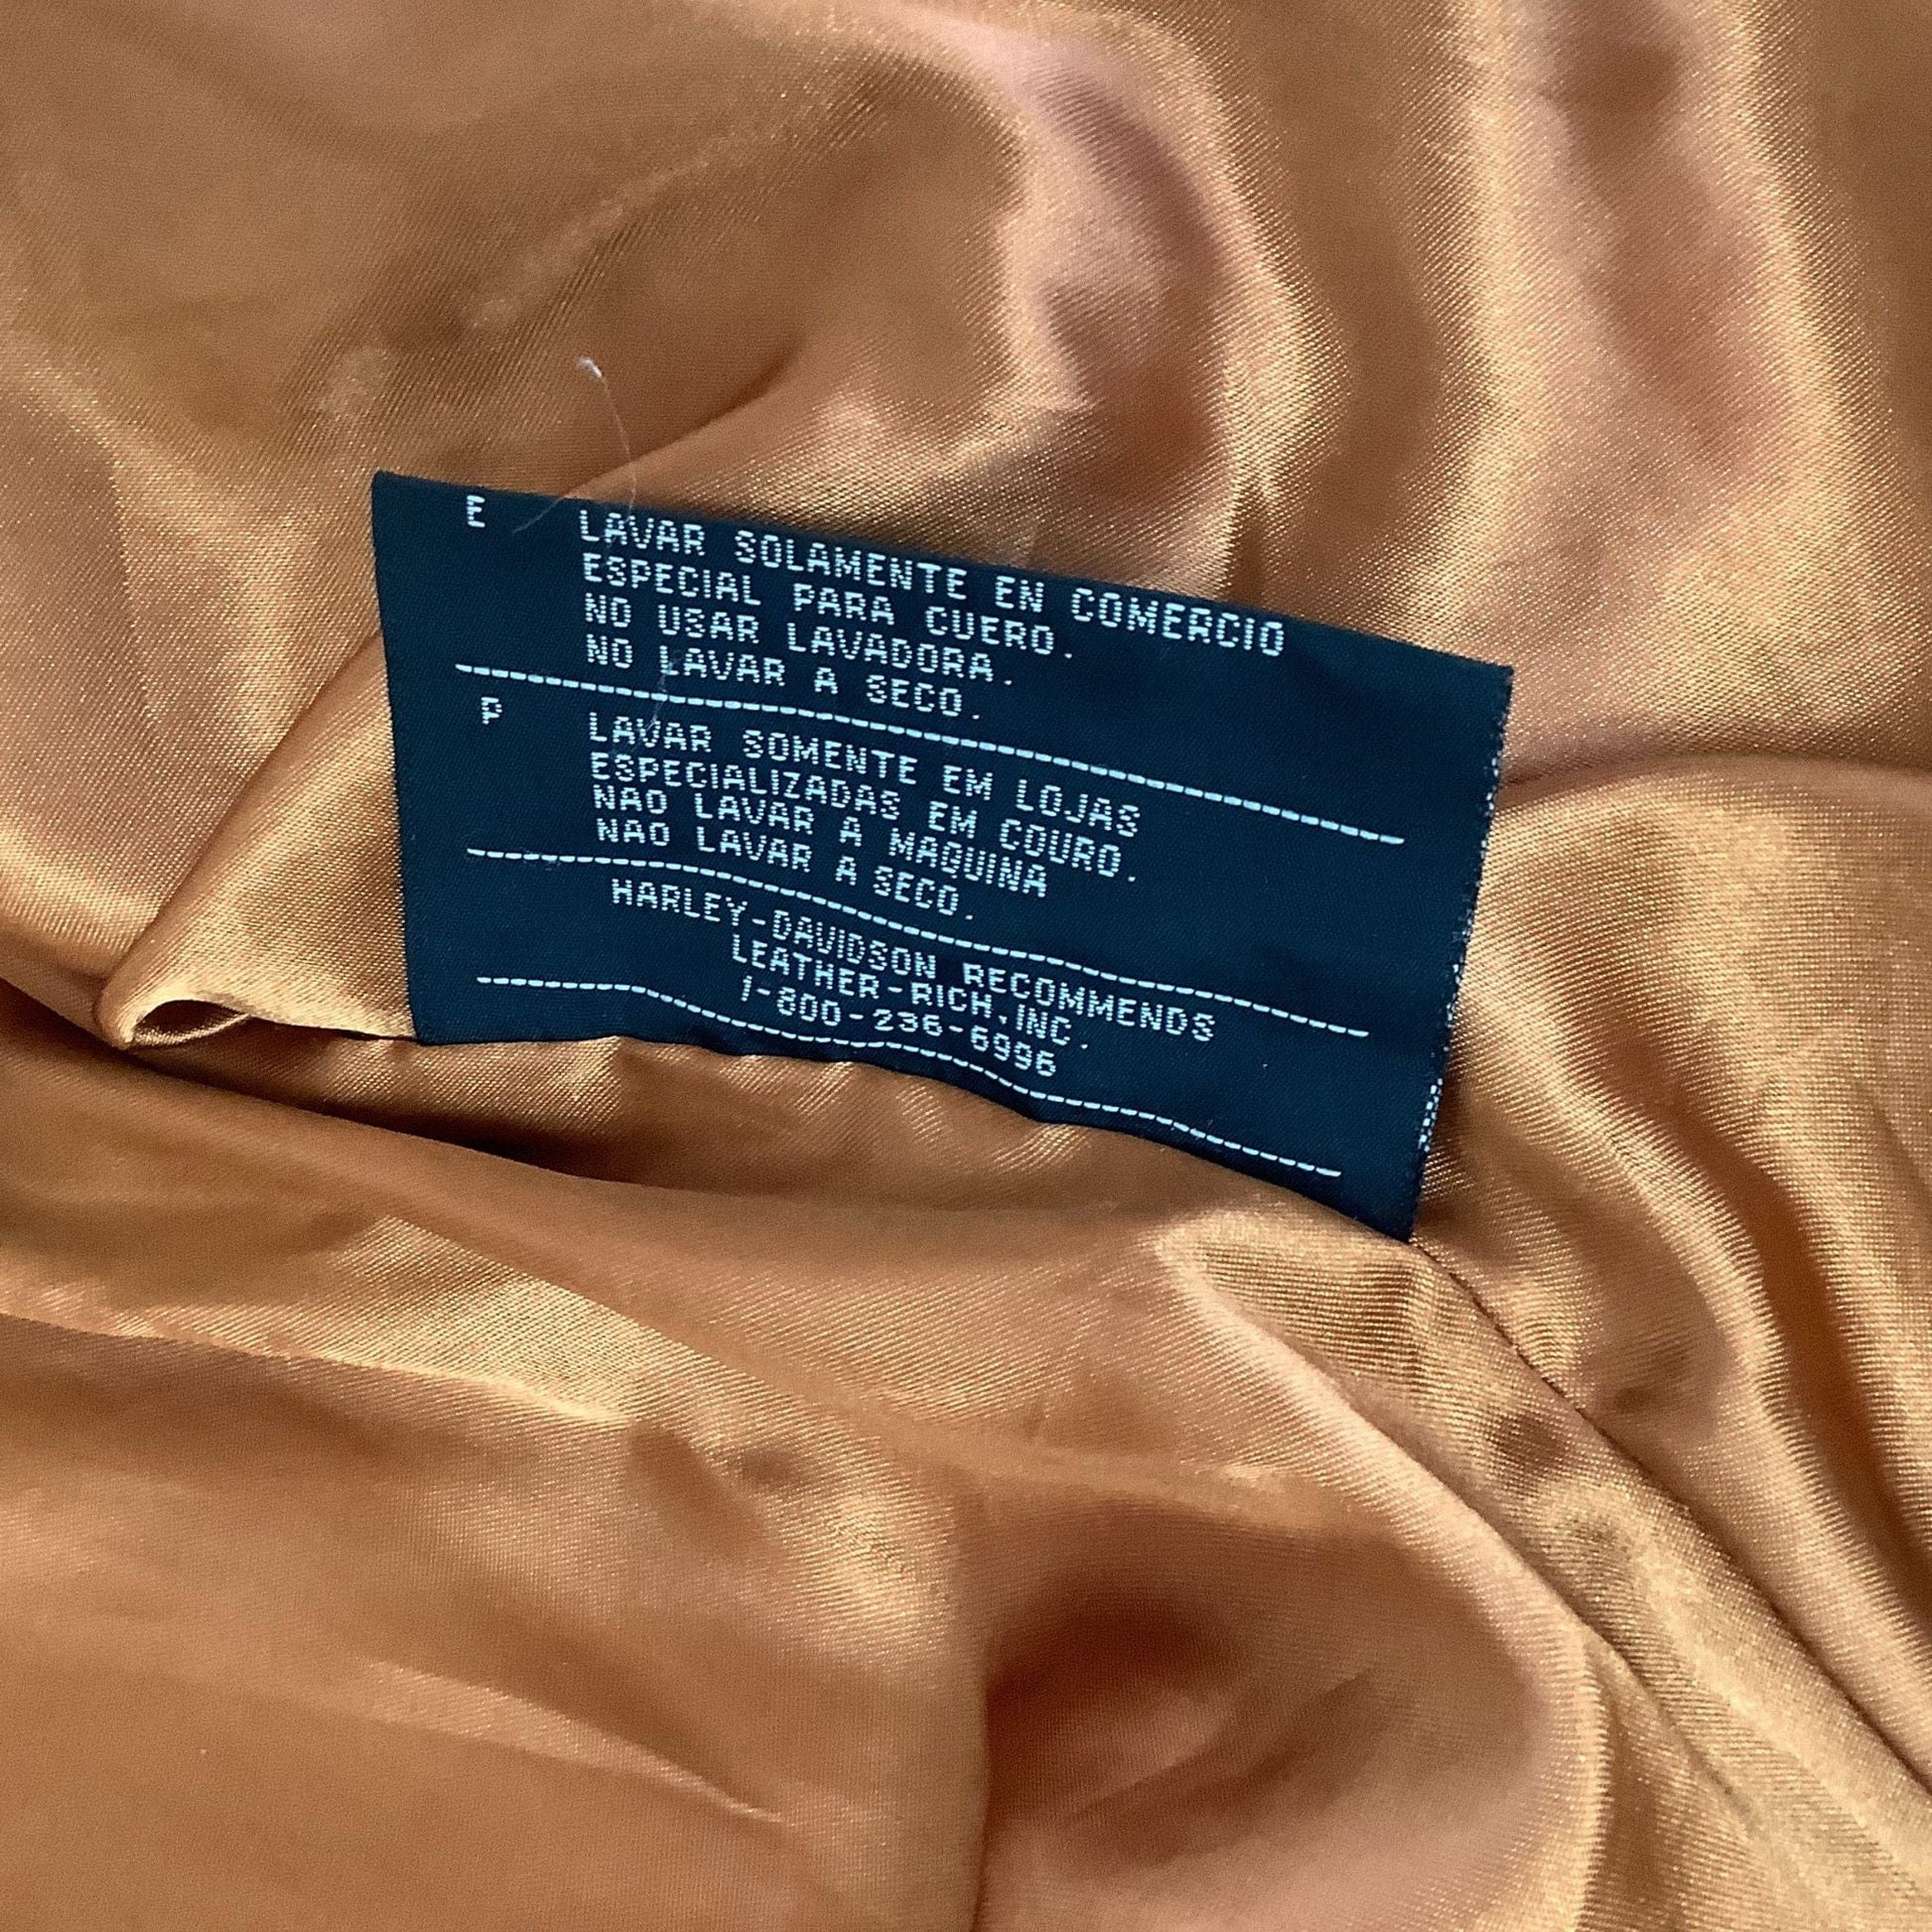 E LAVAR SOLAMENTE EN COMERCIO
ESPECIAL PARA CUERO.
NO USAR LAVADORA.
NO LAVAR A SECO.
P LAVAR SOMENTE EM LOJAS
ESPECIALIZADAS EM COURO.
NAO LAVAR A MAQUINA
NAO LAVAR A SECO.
HARLEY-DAVIDSON RECOMMENDS
LEATHER-RICH, INC.
1-800-236-6996